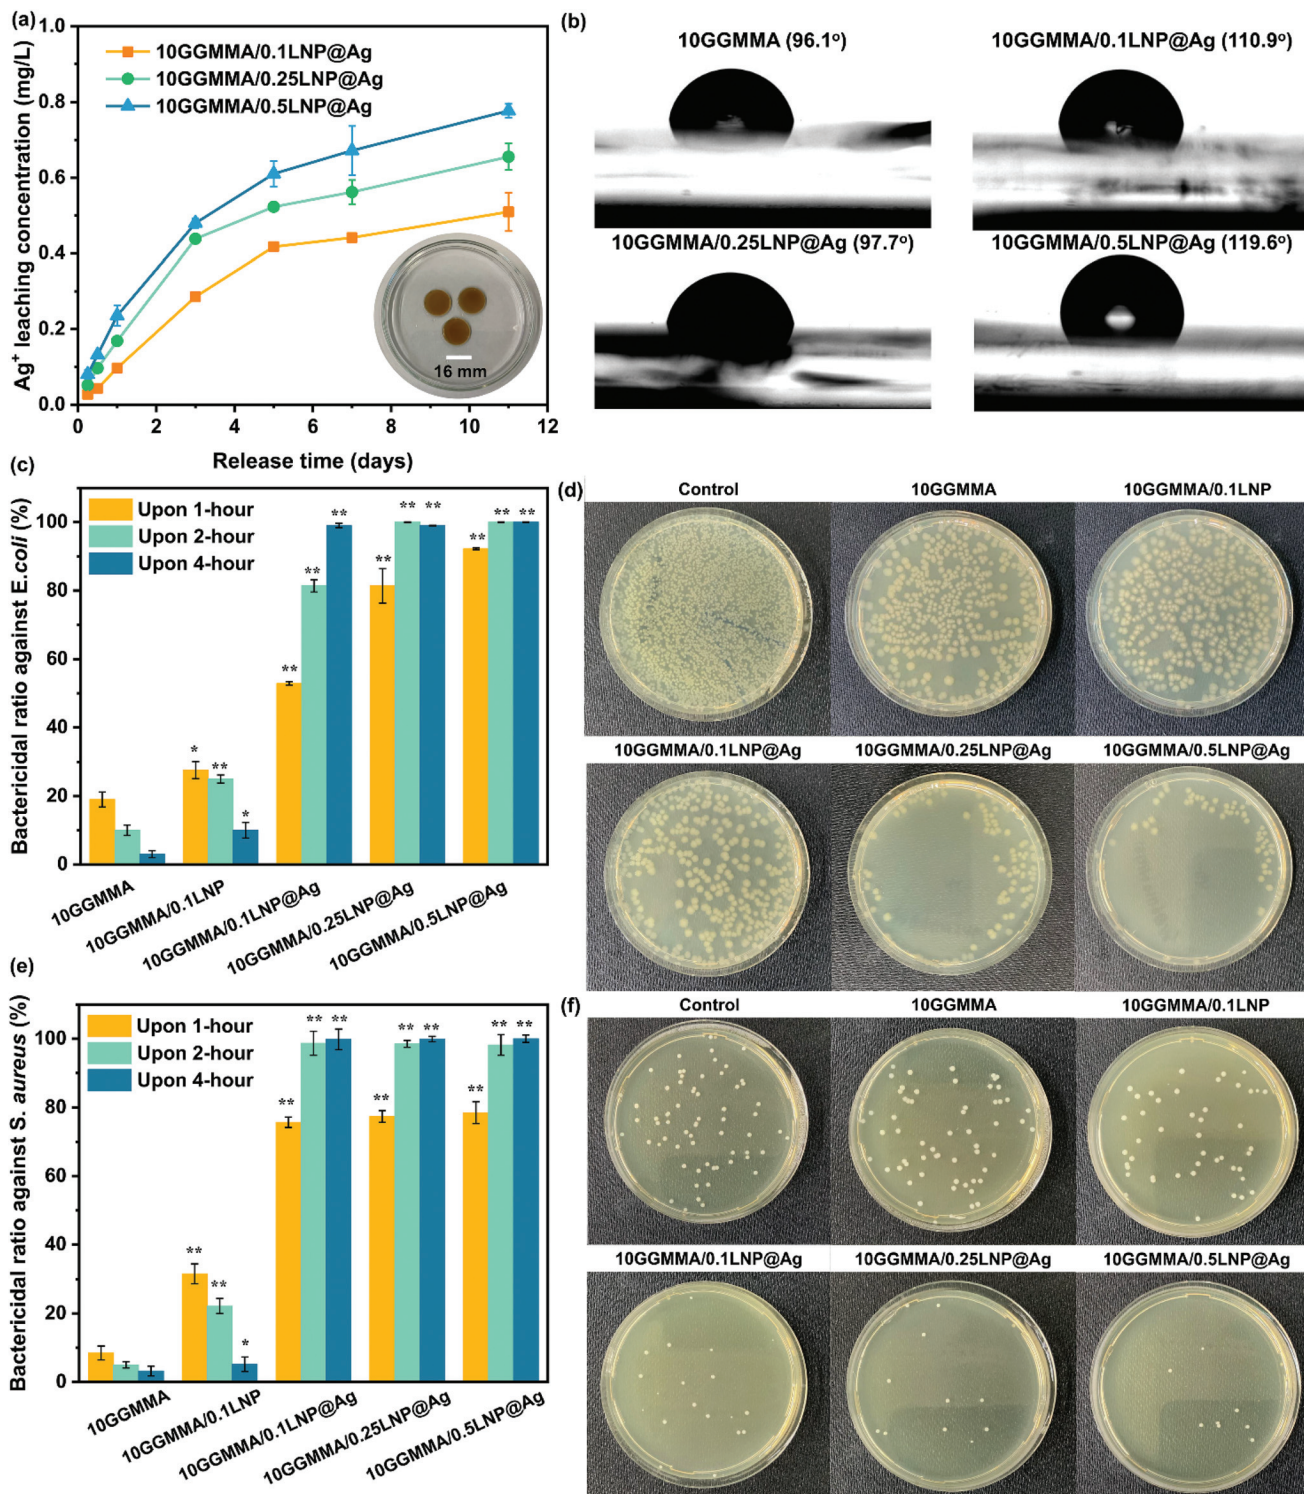 (a)
1.0
0.8
0.6
0.4
0.2
0.0
0 2 4 6 8 10 12
Ag⁺ leaching concentration (mg/L)
Release time (days)
10GGMMA/0.1LNP@Ag
10GGMMA/0.25LNP@Ag
10GGMMA/0.5LNP@Ag
16 mm
(b)
10GGMMA (96.1°)
10GGMMA/0.1LNP@Ag (110.9°)
10GGMMA/0.25LNP@Ag (97.7°)
10GGMMA/0.5LNP@Ag (119.6°)
(c)
Bactericidal ratio against E.coli (%)
100
80
60
40
20
0
Upon 1-hour
Upon 2-hour
Upon 4-hour
* ** *
** ** **
** ** **
** ** **
10GGMMA
10GGMMA/0.1LNP
10GGMMA/0.1LNP@Ag
10GGMMA/0.25LNP@Ag
10GGMMA/0.5LNP@Ag
(d)
Control
10GGMMA
10GGMMA/0.1LNP
10GGMMA/0.1LNP@Ag
10GGMMA/0.25LNP@Ag
10GGMMA/0.5LNP@Ag
(e)
Bactericidal ratio against S. aureus (%)
100
80
60
40
20
0
Upon 1-hour
Upon 2-hour
Upon 4-hour
** ** *
** ** **
** ** **
** ** **
10GGMMA
10GGMMA/0.1LNP
10GGMMA/0.1LNP@Ag
10GGMMA/0.25LNP@Ag
10GGMMA/0.5LNP@Ag
(f)
Control
10GGMMA
10GGMMA/0.1LNP
10GGMMA/0.1LNP@Ag
10GGMMA/0.25LNP@Ag
10GGMMA/0.5LNP@Ag